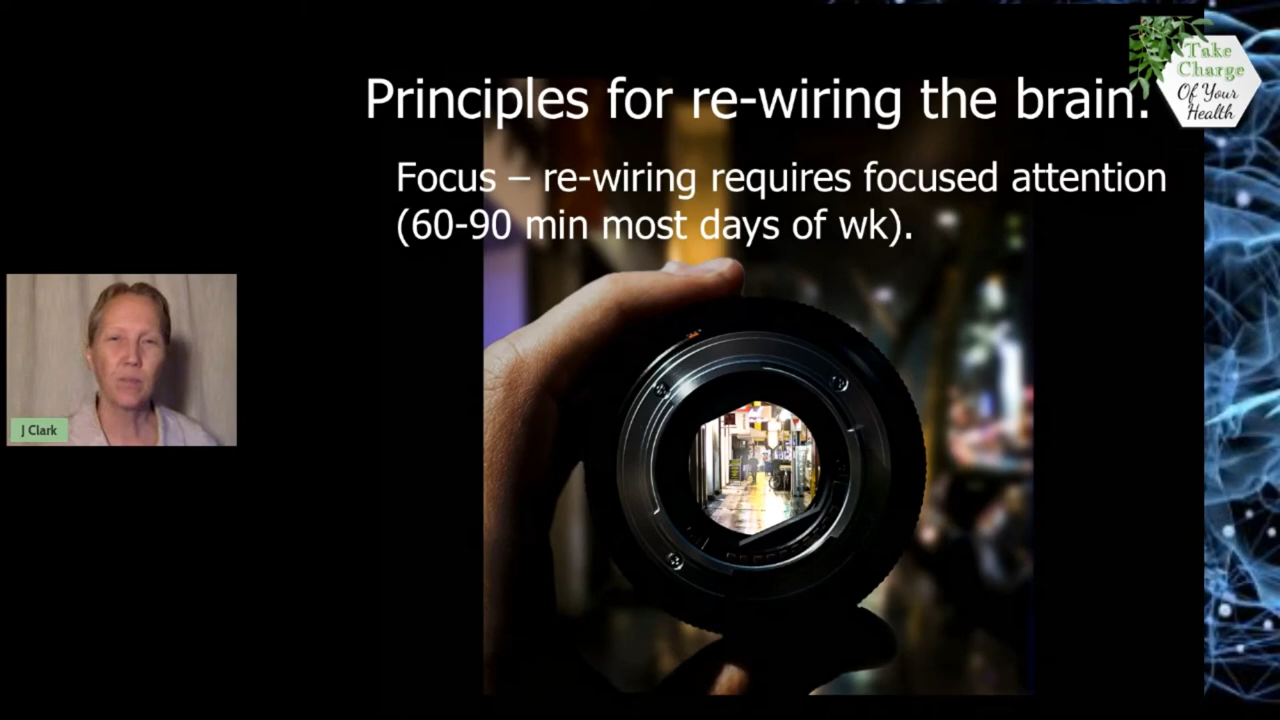 Take
Charge
Of Your
Health
Principles for re-wiring the brain.
Focus – re-wiring requires focused attention
(60-90 min most days of wk).
J Clark